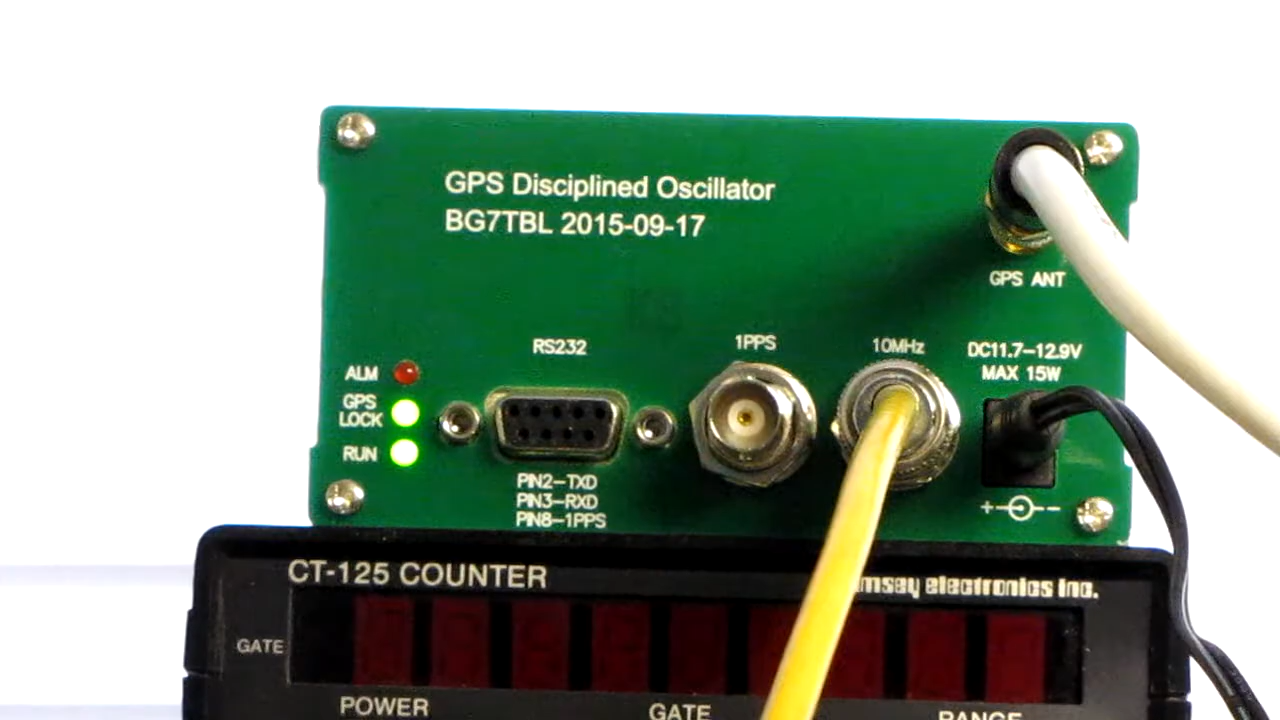 GPS Disciplined Oscillator
BG7TBL 2015-09-17
GPS ANT
RS232
1PPS
10MHz
DC11.7-12.9V
MAX 15W
ALM
GPS
LOCK
RUN
PIN2-TXD
PIN3-RXD
PIN8-1PPS
+ -
CT-125 COUNTER
electronics inc.
GATE
POWER
GATE
RANGE